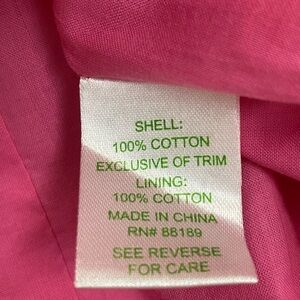 SHELL:
100% COTTON
EXCLUSIVE OF TRIM
LINING:
100% COTTON
MADE IN CHINA
RN# 88189
SEE REVERSE
FOR CARE